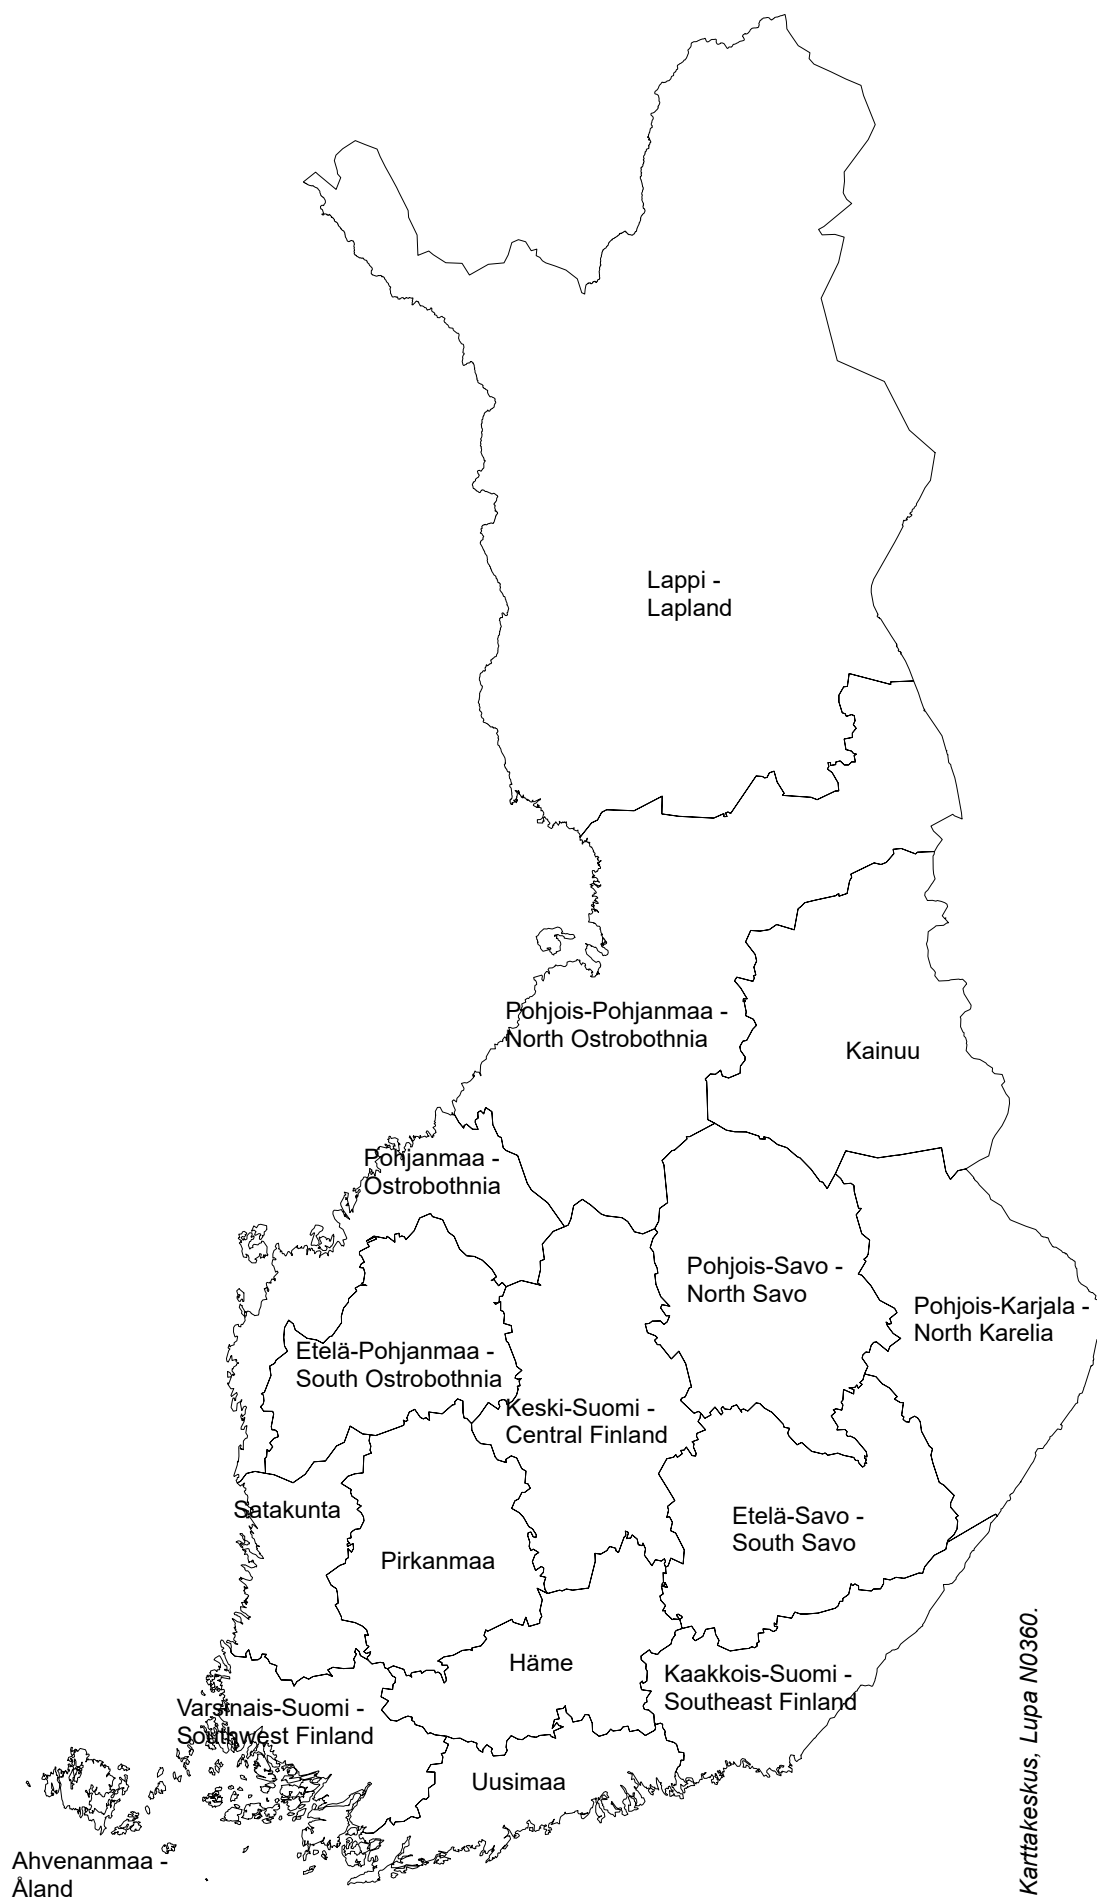 Lappi -
Lapland
Pohjois-Pohjanmaa -
North Ostrobothnia
Kainuu
Pohjanmaa -
Ostrobothnia
Pohjois-Savo -
North Savo
Pohjois-Karjala -
North Karelia
Etelä-Pohjanmaa -
South Ostrobothnia
Keski-Suomi -
Central Finland
Satakunta
Etelä-Savo -
South Savo
Pirkanmaa
Häme
Kaakkois-Suomi -
Southeast Finland
Varsinais-Suomi -
Southwest Finland
Uusimaa
Ahvenanmaa -
Åland
Karttakeskus, Lupa N0360.